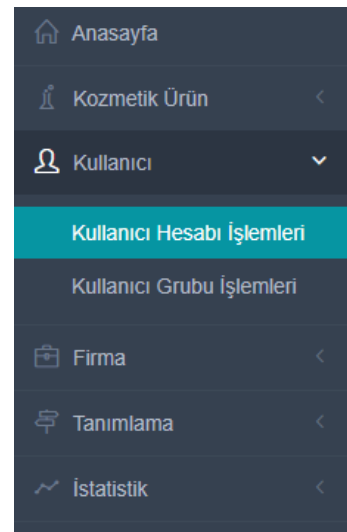 Anasayfa
Kozmetik Ürün
Kullanıcı
Kullanıcı Hesabı İşlemleri
Kullanıcı Grubu İşlemleri
Firma
Tanımlama
İstatistik